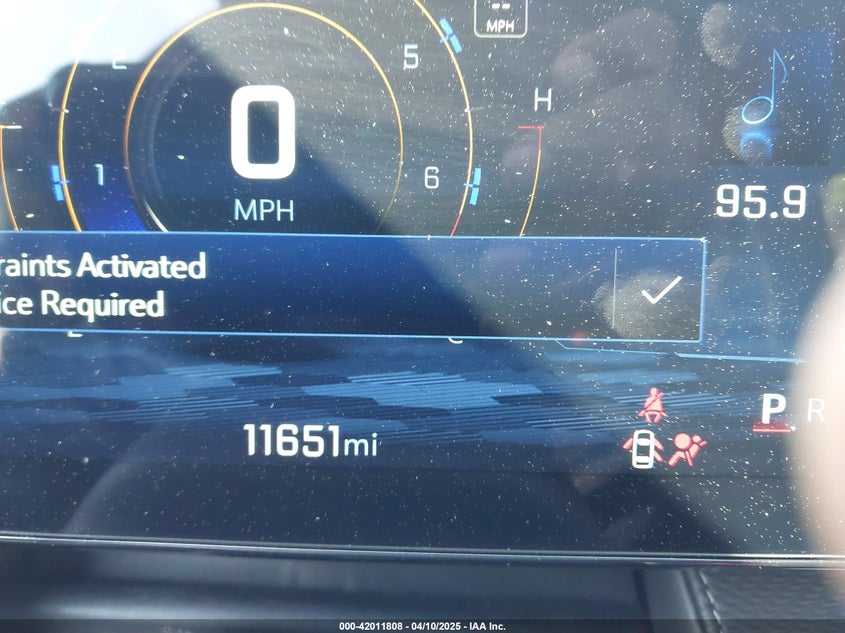 -- 
MPH
2
5
H
0
1
6
MPH
95.9
raints Activated
ice Required
11651mi
P R
000-42011808 - 04/10/2025 - IAA Inc.